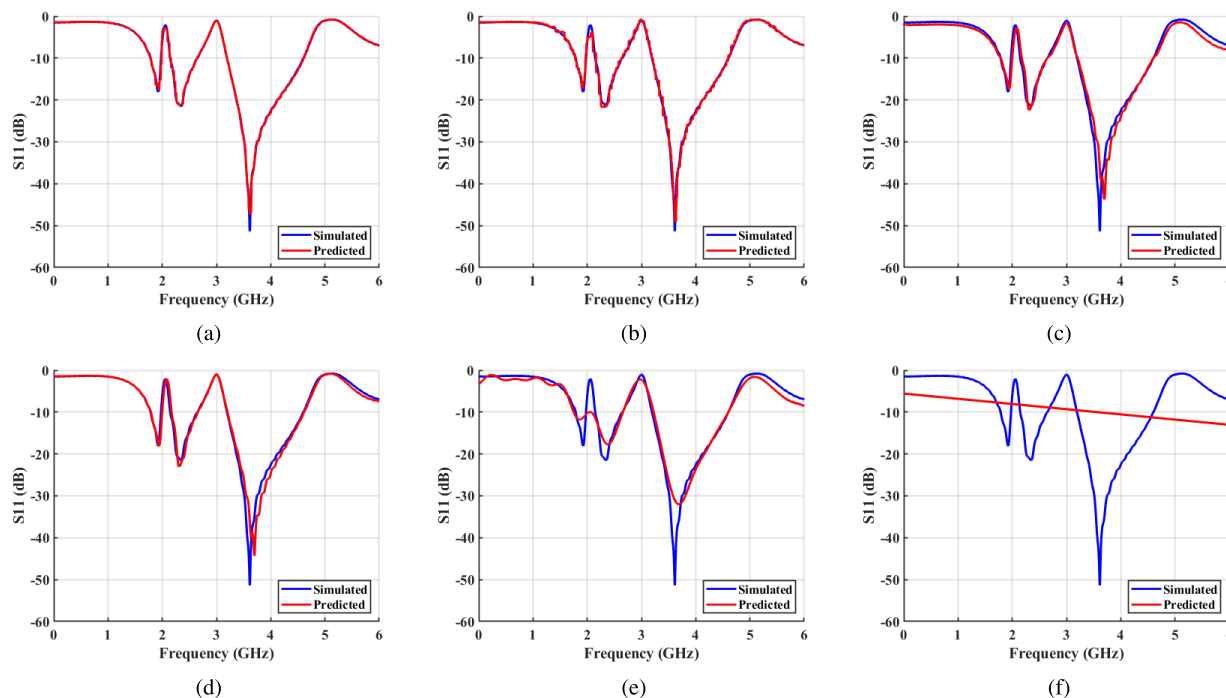 0
-10
-20
-30
-40
-50
-60
S11 (dB)
0 1 2 3 4 5 6
Frequency (GHz)
Simulated
Predicted
(a)
0
-10
-20
-30
-40
-50
-60
S11 (dB)
0 1 2 3 4 5 6
Frequency (GHz)
Simulated
Predicted
(b)
0
-10
-20
-30
-40
-50
-60
S11 (dB)
0 1 2 3 4 5
Frequency (GHz)
Simulated
Predicted
(c)
0
-10
-20
-30
-40
-50
-60
S11 (dB)
0 1 2 3 4 5 6
Frequency (GHz)
Simulated
Predicted
(d)
0
-10
-20
-30
-40
-50
-60
S11 (dB)
0 1 2 3 4 5 6
Frequency (GHz)
Simulated
Predicted
(e)
0
-10
-20
-30
-40
-50
-60
S11 (dB)
0 1 2 3 4 5
Frequency (GHz)
Simulated
Predicted
(f)